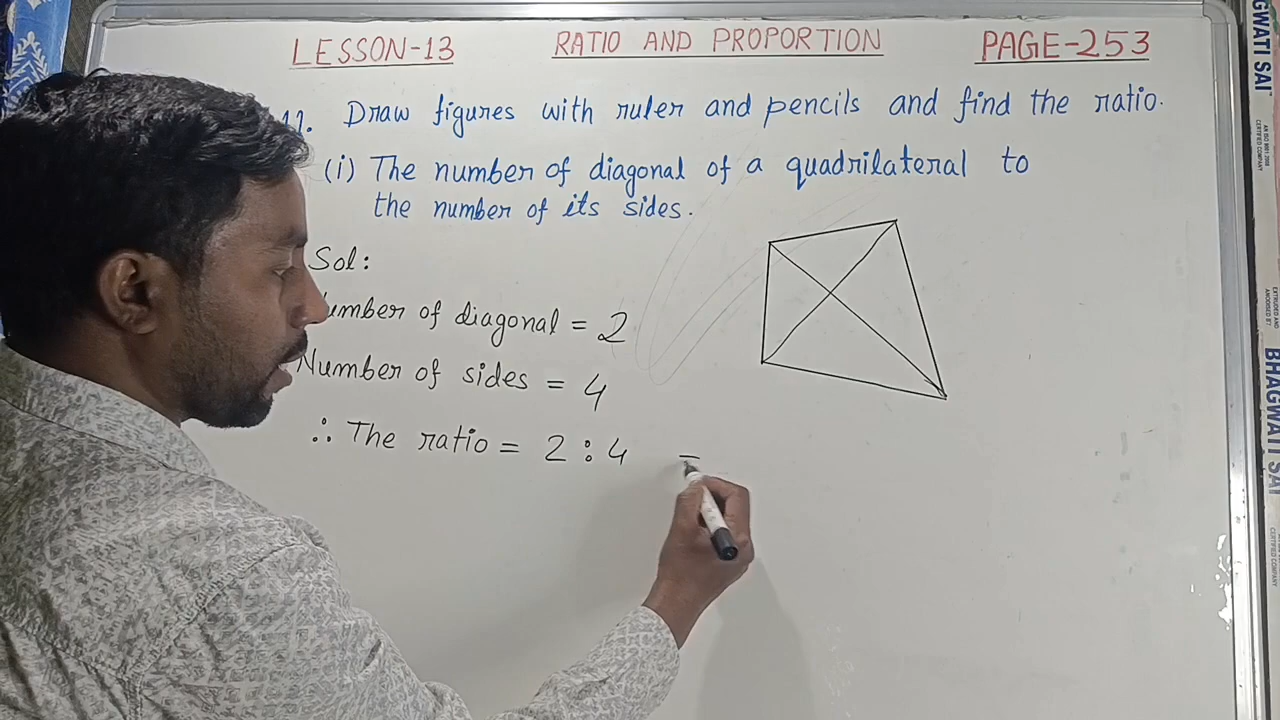 LESSON-13 RATIO AND PROPORTION PAGE-253
Draw figures with ruler and pencils and find the ratio.
(i) The number of diagonal of a quadrilateral to
the number of its sides.
Sol:
of diagonal = 2
Number of sides = 4
∴ The ratio = 2 : 4
BHAGWATI SAI